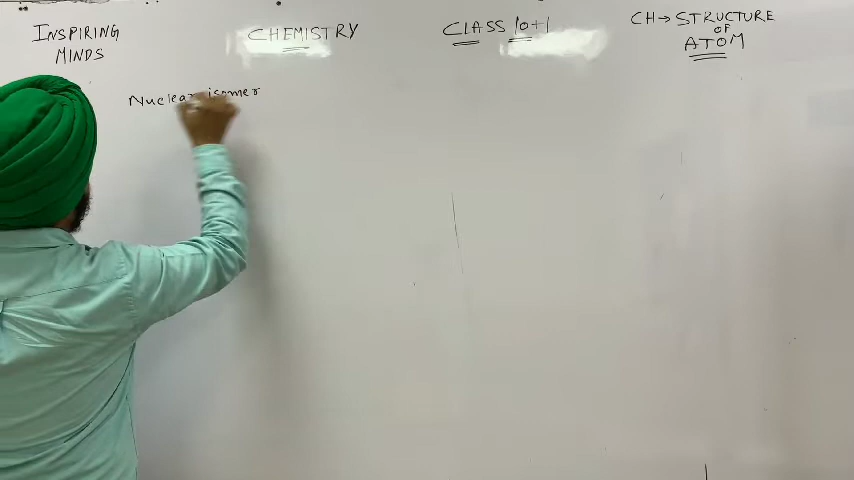 INSPIRING
MINDS
CHEMISTRY
CLASS 10+1
CH→ STRUCTURE
OF
ATOM
Nuclear isomer